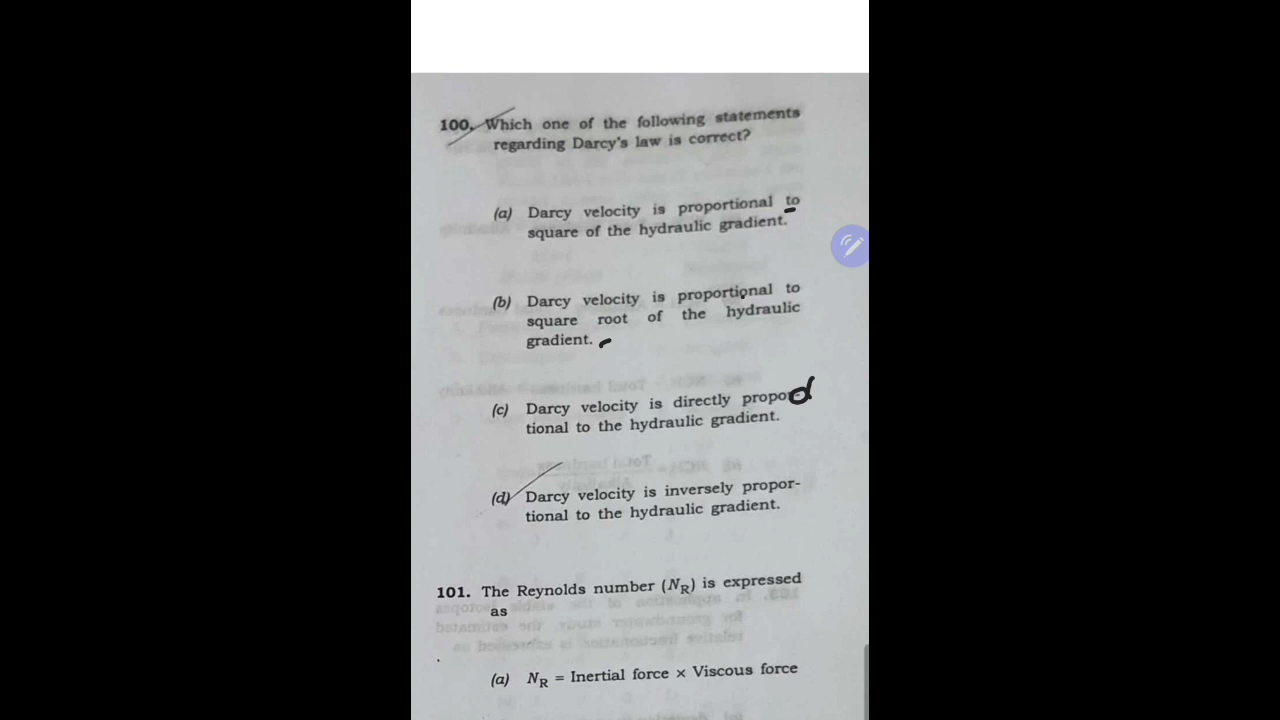 100. Which one of the following statements
regarding Darcy's law is correct?
(a) Darcy velocity is proportional to
square of the hydraulic gradient.
(b) Darcy velocity is proportional to
square root of the hydraulic
gradient.
(c) Darcy velocity is directly propor-
tional to the hydraulic gradient.
(d) Darcy velocity is inversely propor-
tional to the hydraulic gradient.
101. The Reynolds number (NR) is expressed
as
(a) NR = Inertial force × Viscous force